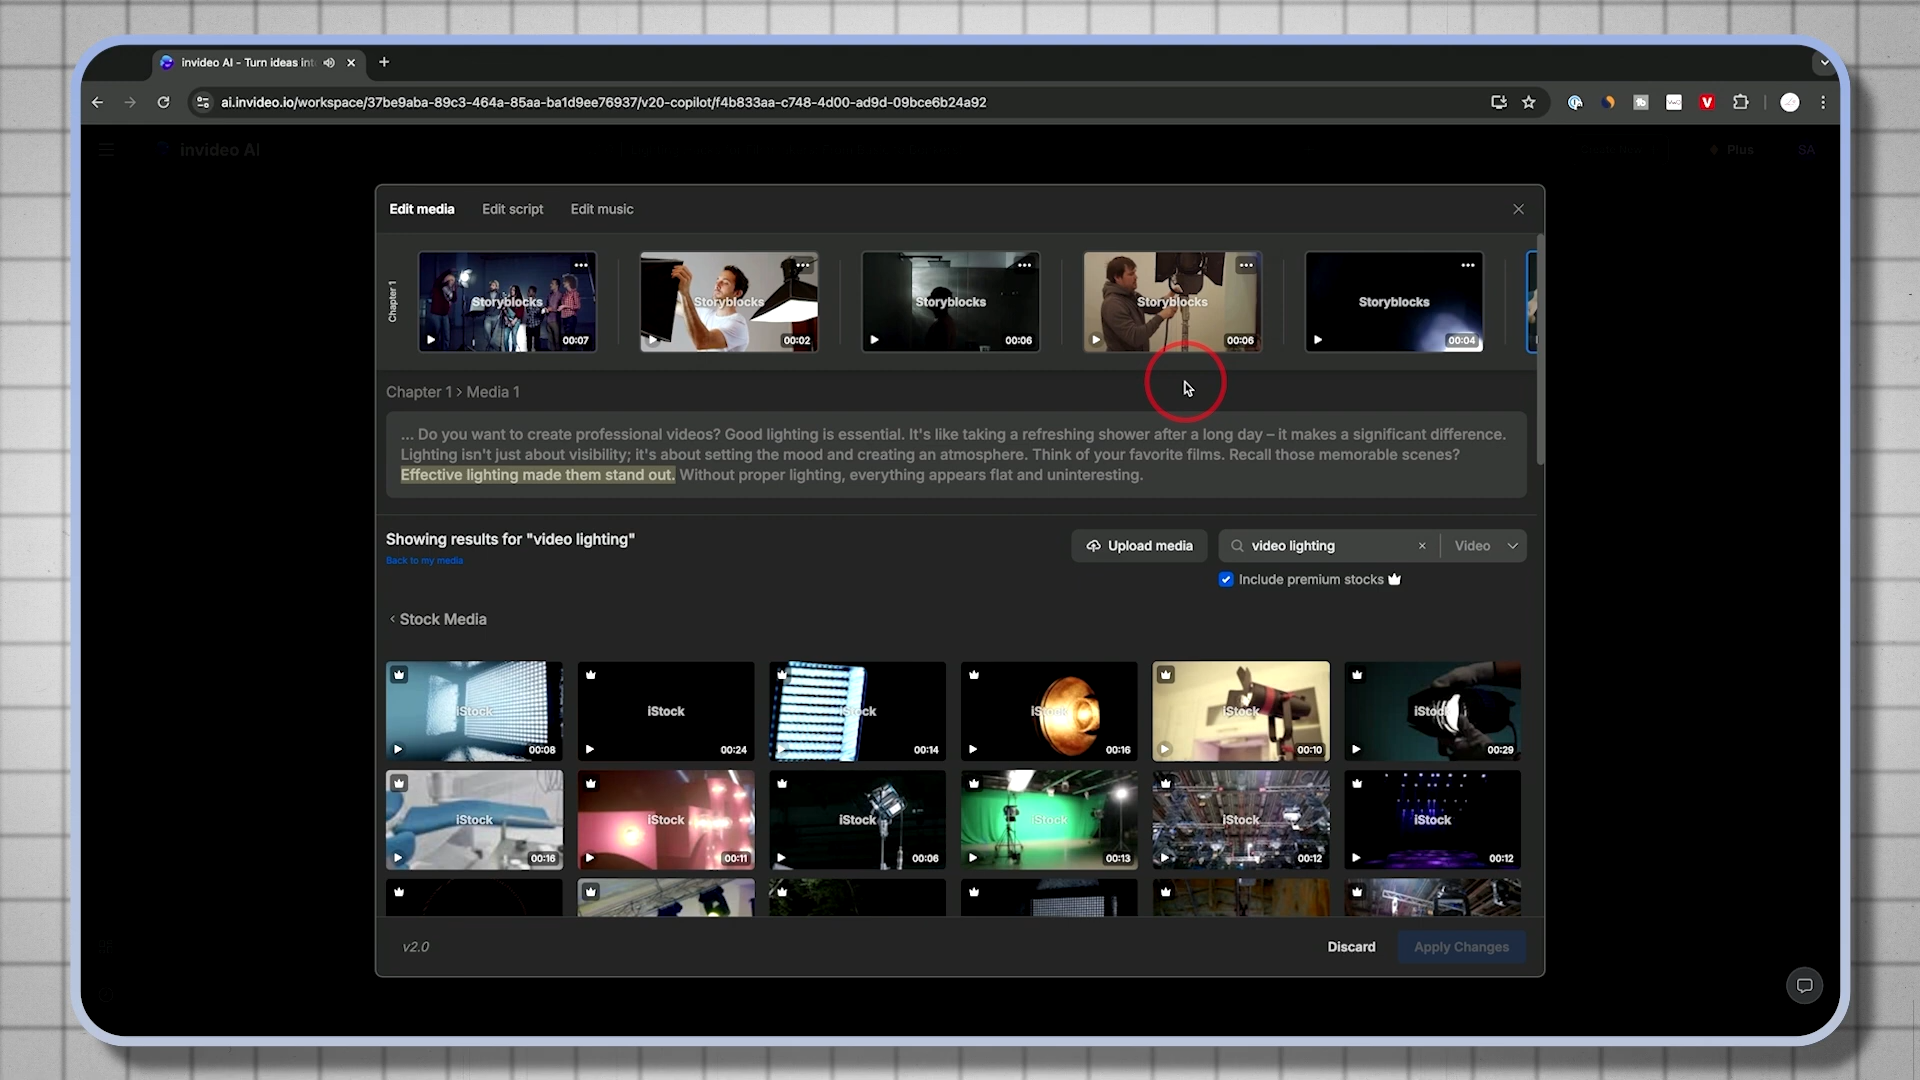 invideo AI - Turn ideas int
ai.invideo.io/workspace/37be9aba-89c3-464a-85aa-ba1d9ee76937/v20-copilot/f4b833aa-c748-4d00-ad9d-09bce6b24a92
invideo AI
Plus
SA
Edit media
Edit script
Edit music
Chapter 1
Storyblocks
00:07
Storyblocks
00:02
Storyblocks
00:06
Storyblocks
00:06
Storyblocks
00:04
Chapter 1 > Media 1
... Do you want to create professional videos? Good lighting is essential. It's like taking a refreshing shower after a long day – it makes a significant difference.
Lighting isn't just about visibility; it's about setting the mood and creating an atmosphere. Think of your favorite films. Recall those memorable scenes?
Effective lighting made them stand out. Without proper lighting, everything appears flat and uninteresting.
Showing results for "video lighting"
Back to my media
Upload media
video lighting
Video
Include premium stocks
< Stock Media
iStock
00:08
iStock
00:24
iStock
00:14
iStock
00:16
iStock
00:10
iStock
00:29
iStock
00:16
iStock
00:11
iStock
00:06
iStock
00:13
iStock
00:12
iStock
00:12
v2.0
Discard
Apply Changes